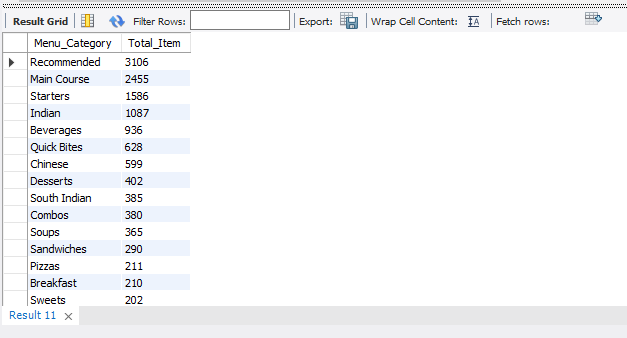 Result Grid Filter Rows: Export: Wrap Cell Content: Fetch rows:
Menu_Category Total_Item
Recommended 3106
Main Course 2455
Starters 1586
Indian 1087
Beverages 936
Quick Bites 628
Chinese 599
Desserts 402
South Indian 385
Combos 380
Soups 365
Sandwiches 290
Pizzas 211
Breakfast 210
Sweets 202
Result 11